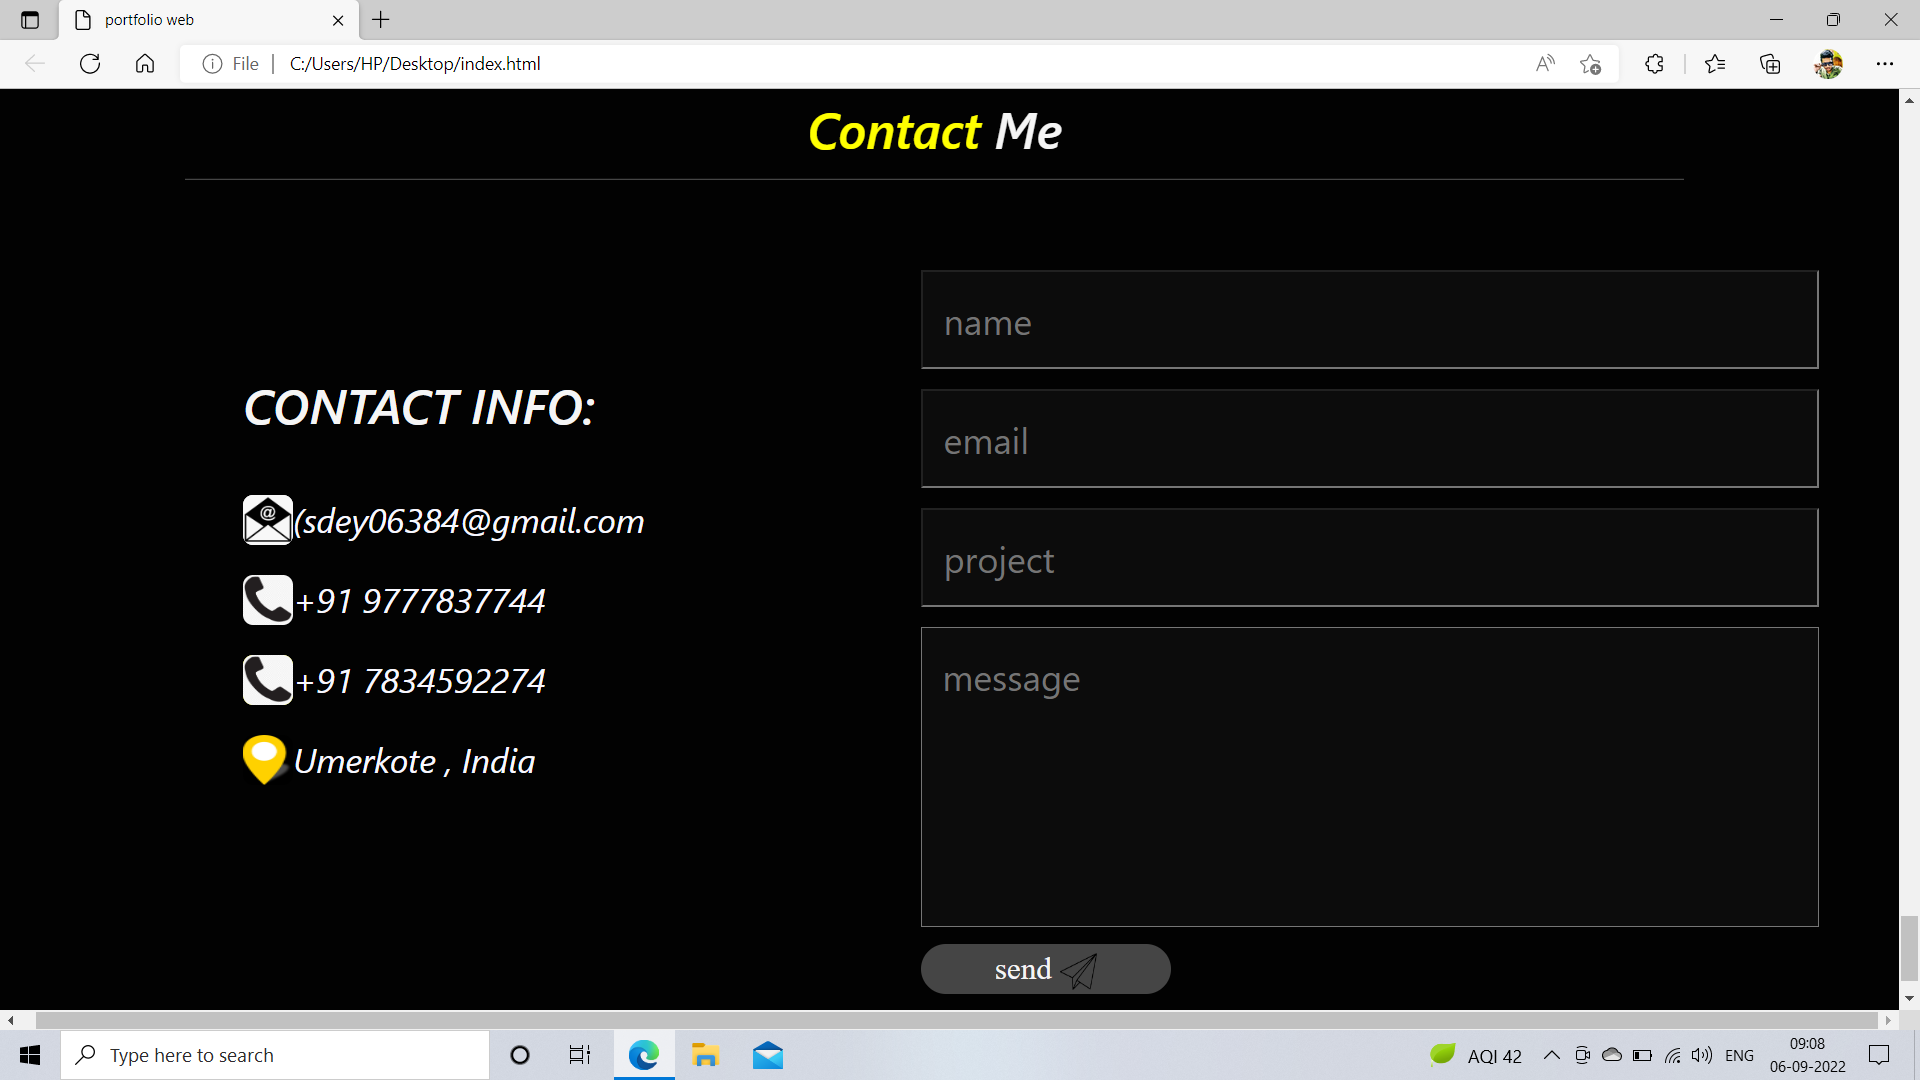 portfolio web
File
C:/Users/HP/Desktop/index.html
Contact Me
name
email
project
message
send
CONTACT INFO:
(sdey06384@gmail.com
+91 9777837744
+91 7834592274
Umerkote , India
Type here to search
AQI 42
ENG
09:08
06-09-2022